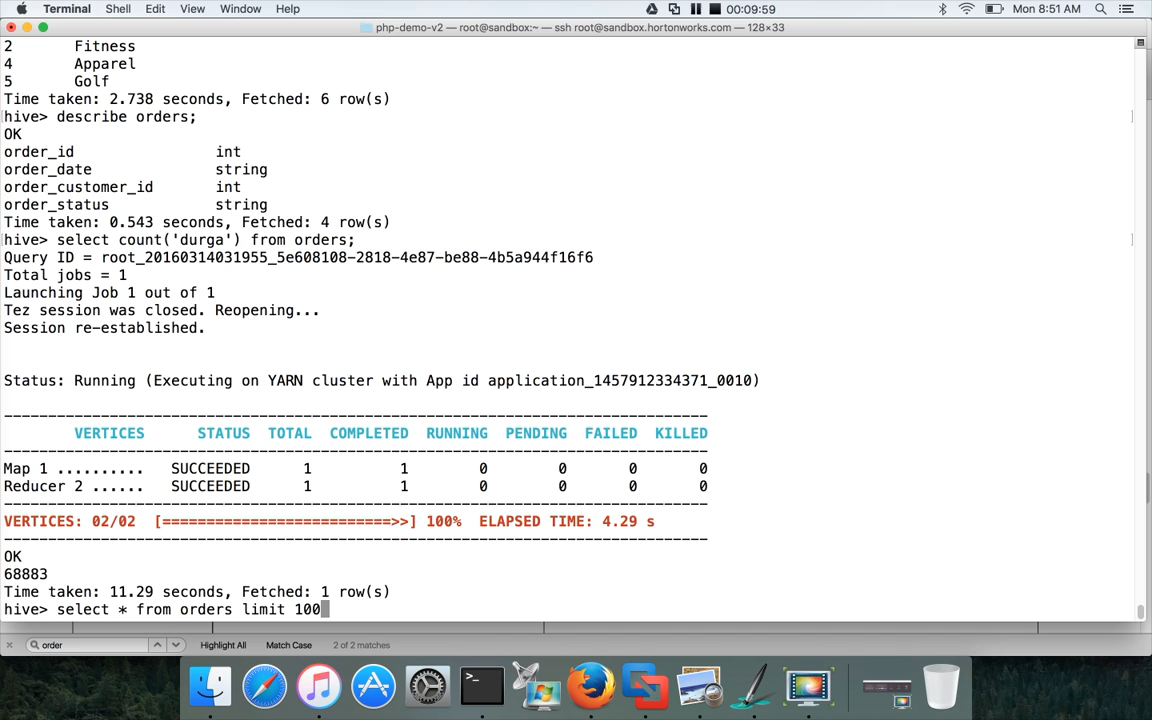 Terminal Shell Edit View Window Help 00:09:59 Mon 8:51 AM
php-demo-v2 — root@sandbox:~ — ssh root@sandbox.hortonworks.com — 128×33
2 Fitness
4 Apparel
5 Golf
Time taken: 2.738 seconds, Fetched: 6 row(s)
hive> describe orders;
OK
order_id int
order_date string
order_customer_id int
order_status string
Time taken: 0.543 seconds, Fetched: 4 row(s)
hive> select count('durga') from orders;
Query ID = root_20160314031955_5e608108-2818-4e87-be88-4b5a944f16f6
Total jobs = 1
Launching Job 1 out of 1
Tez session was closed. Reopening...
Session re-established.
Status: Running (Executing on YARN cluster with App id application_1457912334371_0010)
--------------------------------------------------------------------------------
VERTICES STATUS TOTAL COMPLETED RUNNING PENDING FAILED KILLED
--------------------------------------------------------------------------------
Map 1 .......... SUCCEEDED 1 1 0 0 0 0
Reducer 2 ...... SUCCEEDED 1 1 0 0 0 0
--------------------------------------------------------------------------------
VERTICES: 02/02 [==========================>>] 100% ELAPSED TIME: 4.29 s
--------------------------------------------------------------------------------
OK
68883
Time taken: 11.29 seconds, Fetched: 1 row(s)
hive> select * from orders limit 100
order Highlight All Match Case 2 of 2 matches